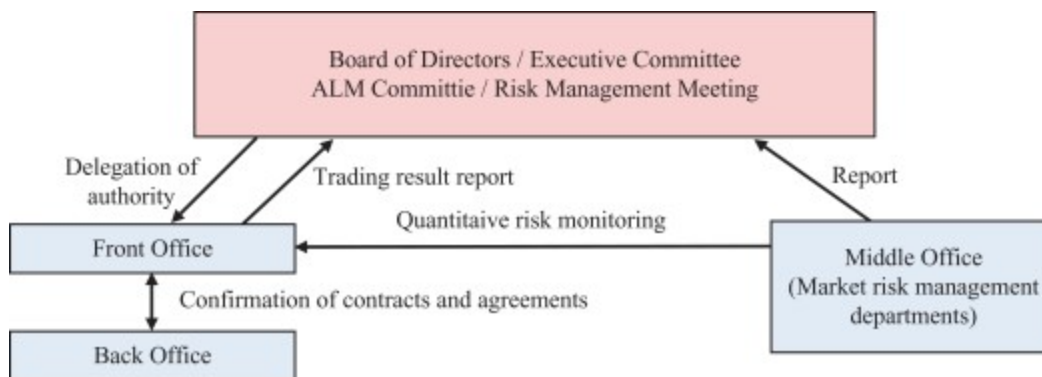 Board of Directors / Executive Committee
ALM Committie / Risk Management Meeting
Delegation of
authority
Trading result report
Report
Quantitaive risk monitoring
Front Office
Middle Office
(Market risk management
departments)
Confirmation of contracts and agreements
Back Office